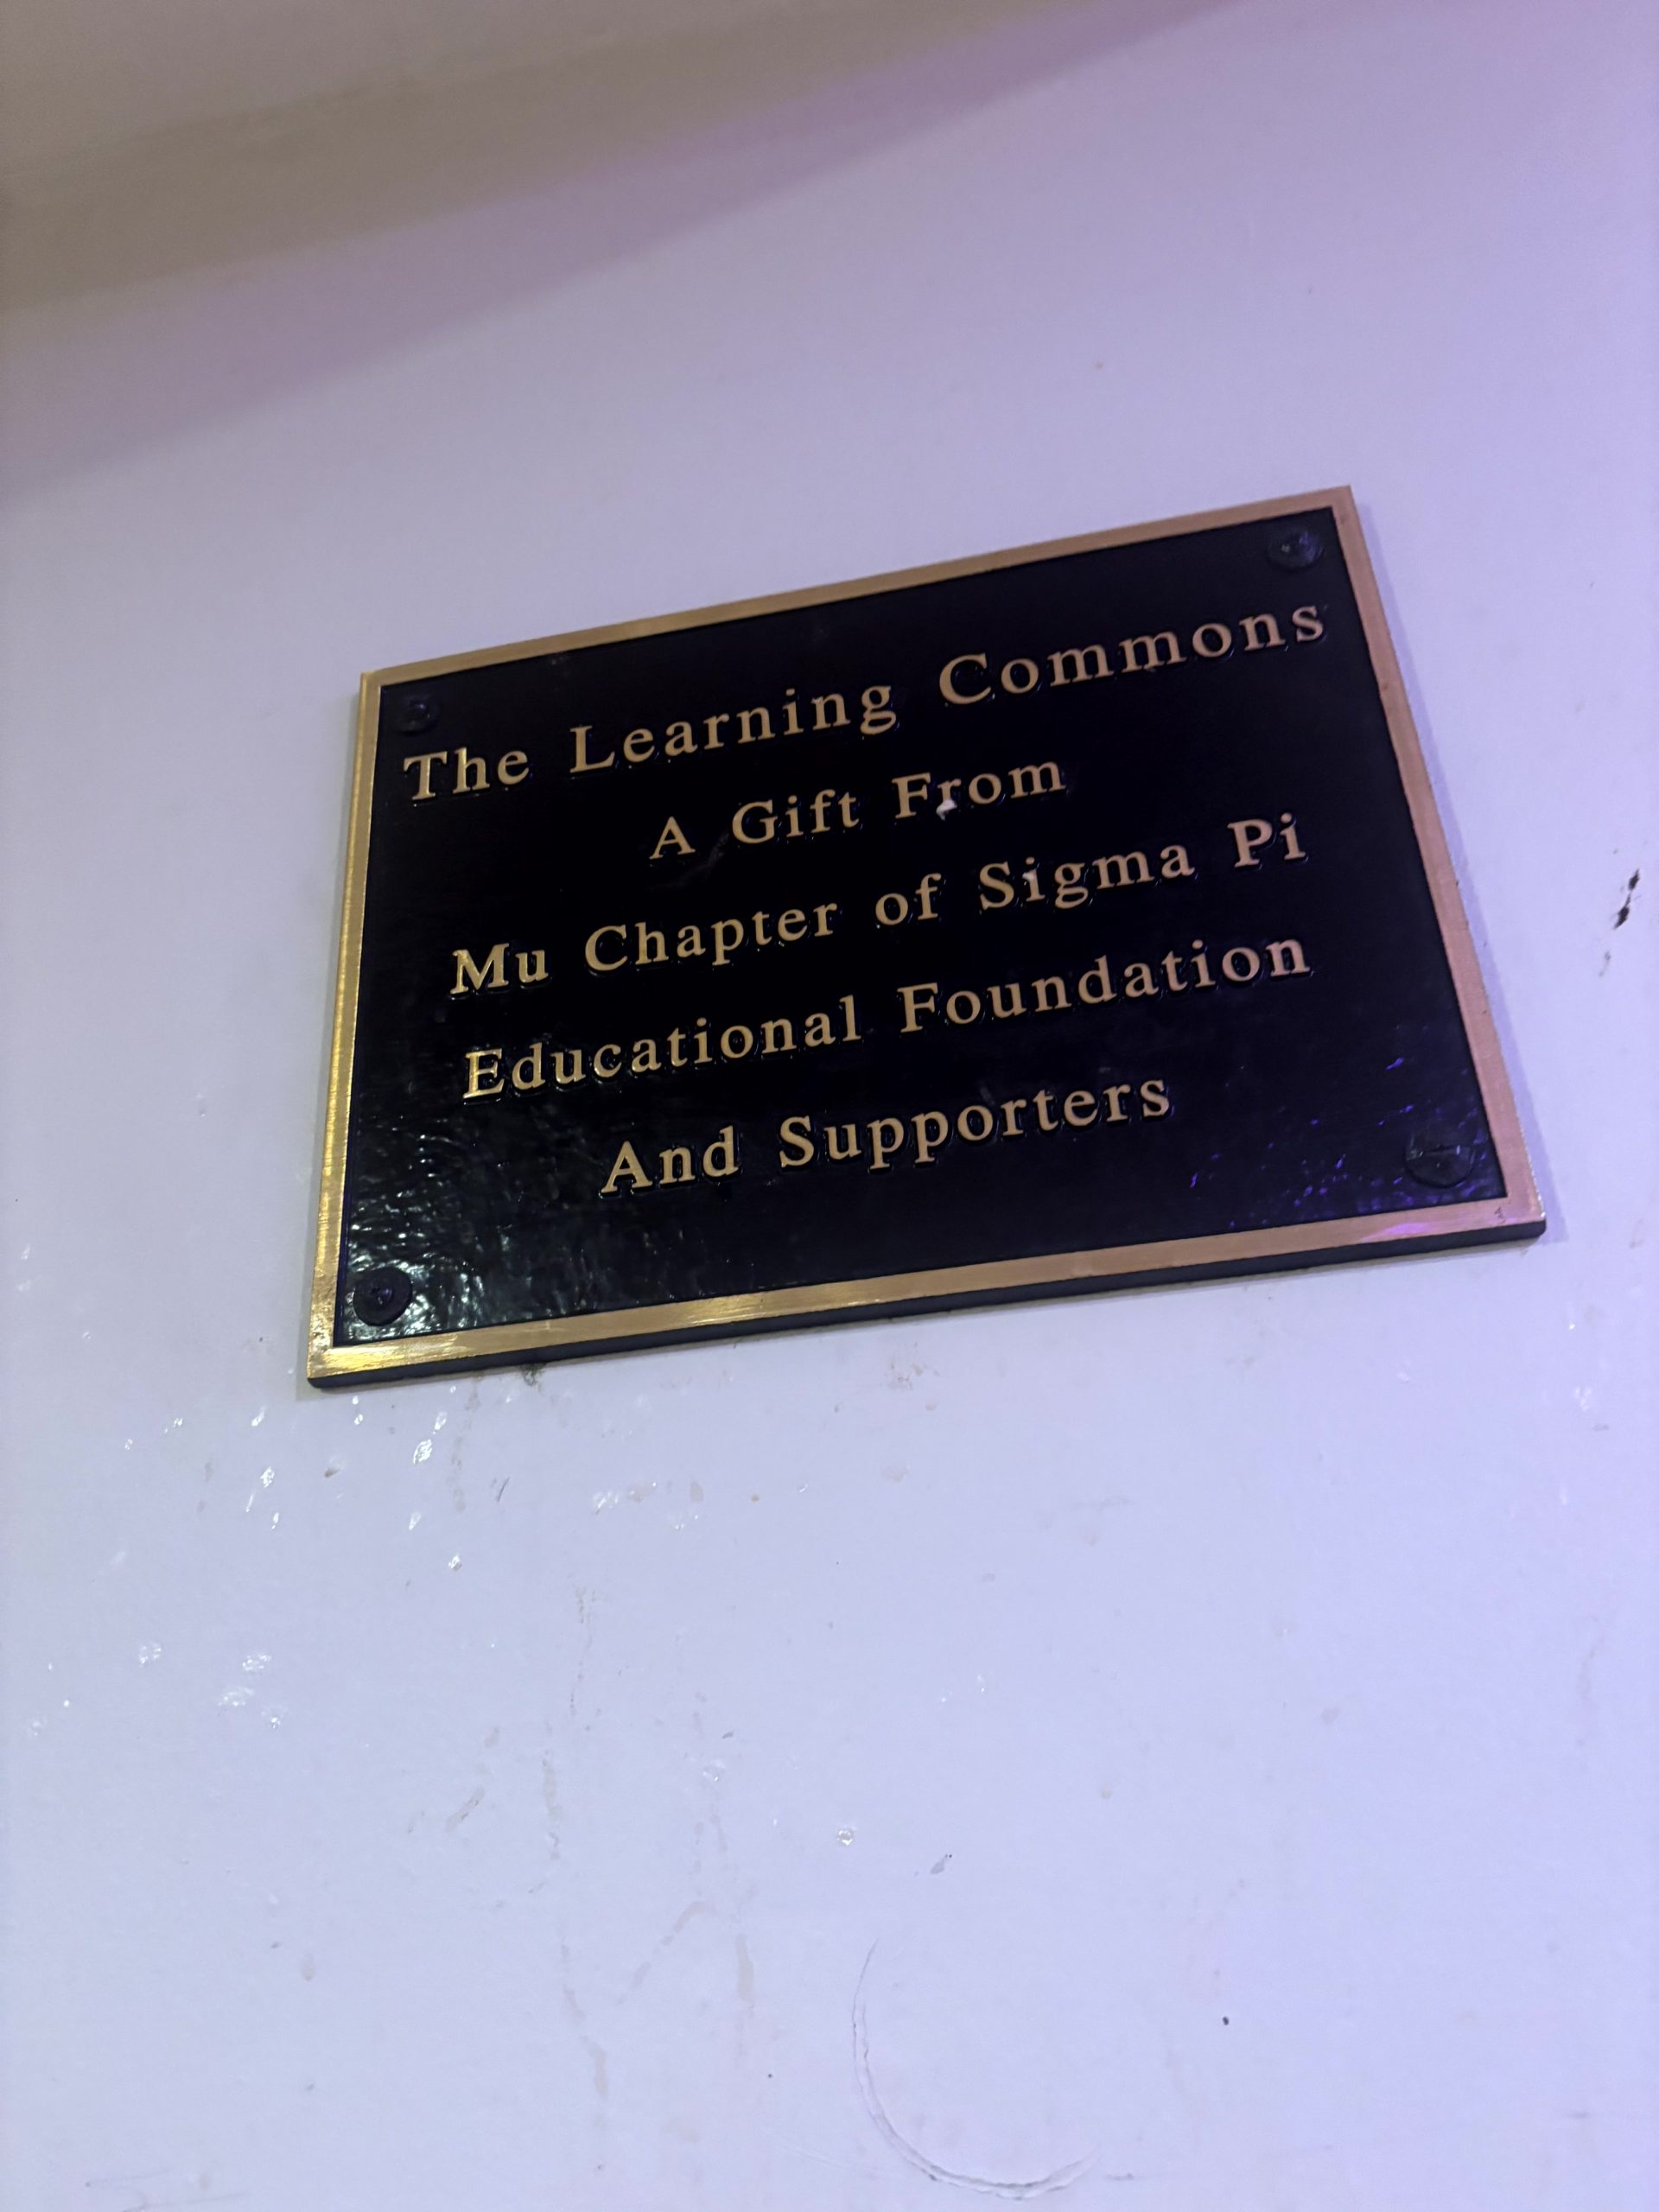 The Learning Commons
A Gift From
Mu Chapter of Sigma Pi
Educational Foundation
And Supporters